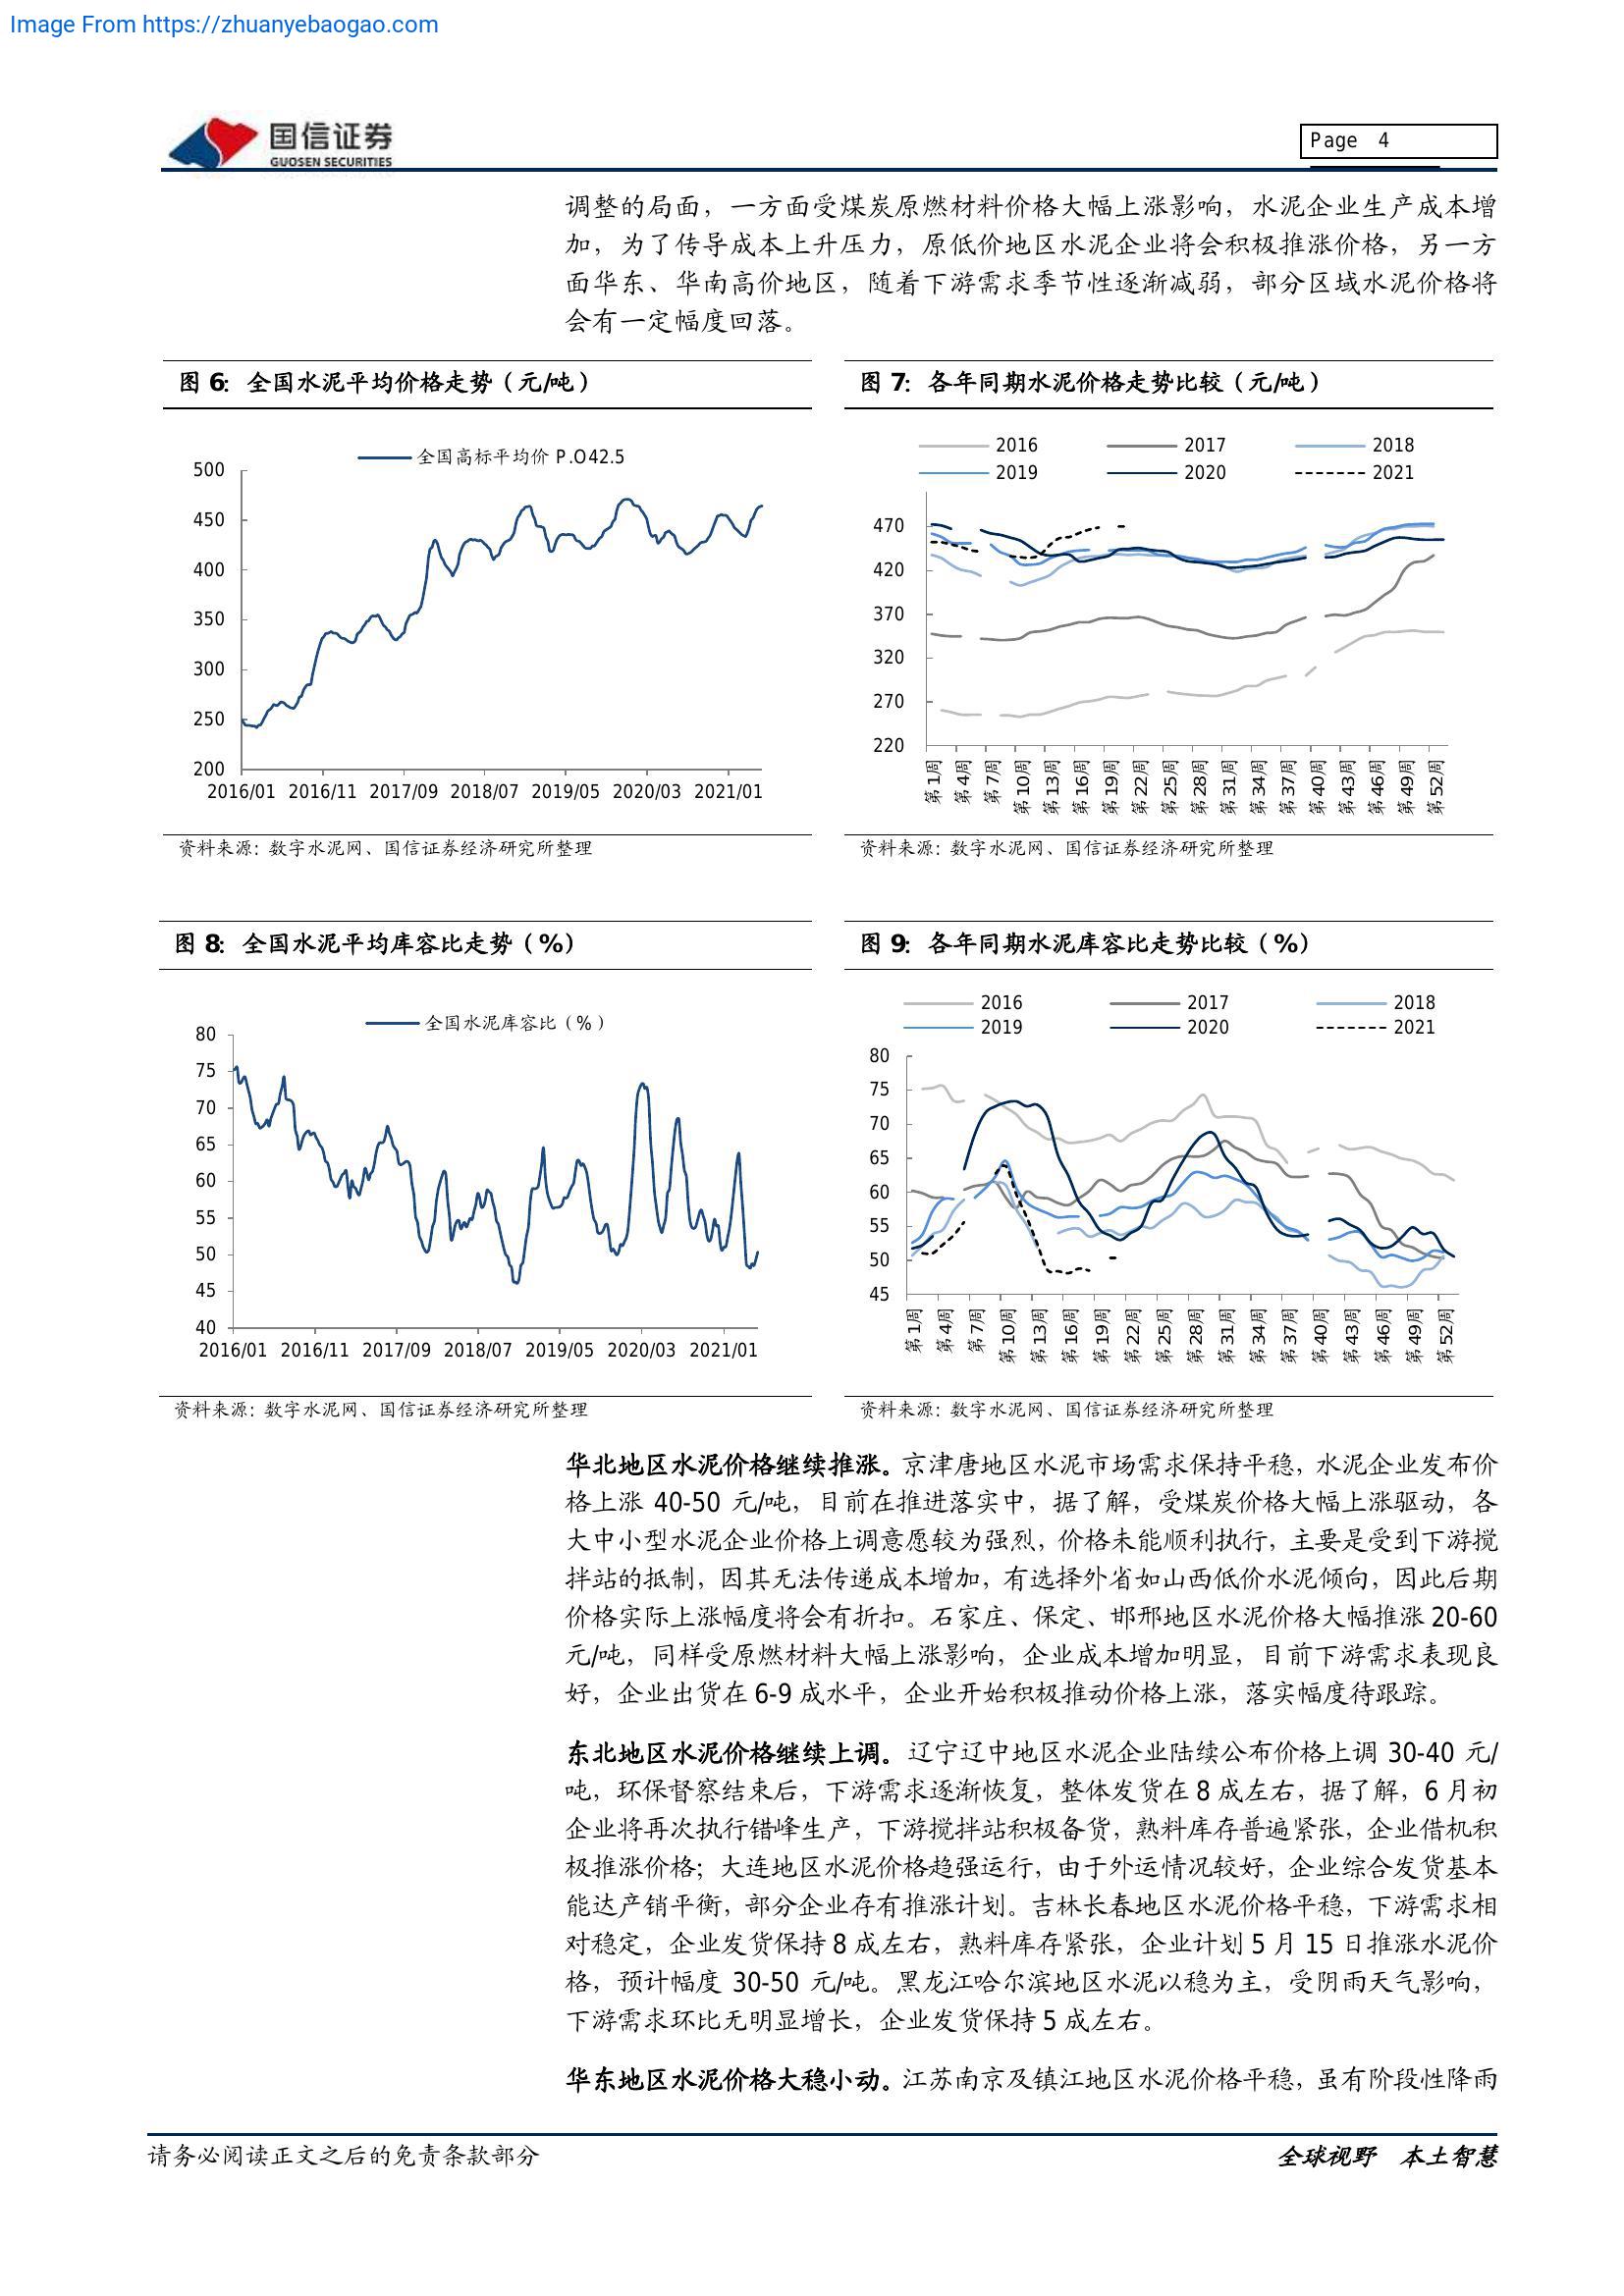 Image From https://zhuanyebaogao.com
国信证券
GUOSEN SECURITIES
Page 4
调整的局面，一方面受煤炭原燃材料价格大幅上涨影响，水泥企业生产成本增
加，为了传导成本上升压力，原低价地区水泥企业将会积极推涨价格，另一方
面华东、华南高价地区，随着下游需求季节性逐渐减弱，部分区域水泥价格将
会有一定幅度回落。
图 6：全国水泥平均价格走势（元/吨）
全国高标平均价 P.O42.5
500
450
400
350
300
250
200
2016/01 2016/11 2017/09 2018/07 2019/05 2020/03 2021/01
资料来源：数字水泥网、国信证券经济研究所整理
图 7：各年同期水泥价格走势比较（元/吨）
2016 2017 2018
2019 2020 2021
470
420
370
320
270
220
第1周 第4周 第7周 第10周 第13周 第16周 第19周 第22周 第25周 第28周 第31周 第34周 第37周 第40周 第43周 第46周 第49周 第52周
资料来源：数字水泥网、国信证券经济研究所整理
图 8：全国水泥平均库容比走势（%）
全国水泥库容比（%）
80
75
70
65
60
55
50
45
40
2016/01 2016/11 2017/09 2018/07 2019/05 2020/03 2021/01
资料来源：数字水泥网、国信证券经济研究所整理
图 9：各年同期水泥库容比走势比较（%）
2016 2017 2018
2019 2020 2021
80
75
70
65
60
55
50
45
第1周 第4周 第7周 第10周 第13周 第16周 第19周 第22周 第25周 第28周 第31周 第34周 第37周 第40周 第43周 第46周 第49周 第52周
资料来源：数字水泥网、国信证券经济研究所整理
华北地区水泥价格继续推涨。京津唐地区水泥市场需求保持平稳，水泥企业发布价
格上涨 40-50 元/吨，目前在推进落实中，据了解，受煤炭价格大幅上涨驱动，各
大中小型水泥企业价格上调意愿较为强烈，价格未能顺利执行，主要是受到下游搅
拌站的抵制，因其无法传递成本增加，有选择外省如山西低价水泥倾向，因此后期
价格实际上涨幅度将会有折扣。石家庄、保定、邯邢地区水泥价格大幅推涨 20-60
元/吨，同样受原燃材料大幅上涨影响，企业成本增加明显，目前下游需求表现良
好，企业出货在 6-9 成水平，企业开始积极推动价格上涨，落实幅度待跟踪。
东北地区水泥价格继续上调。辽宁辽中地区水泥企业陆续公布价格上调 30-40 元/
吨，环保督察结束后，下游需求逐渐恢复，整体发货在 8 成左右，据了解，6 月初
企业将再次执行错峰生产，下游搅拌站积极备货，熟料库存普遍紧张，企业借机积
极推涨价格；大连地区水泥价格趋强运行，由于外运情况较好，企业综合发货基本
能达产销平衡，部分企业存有推涨计划。吉林长春地区水泥价格平稳，下游需求相
对稳定，企业发货保持 8 成左右，熟料库存紧张，企业计划 5 月 15 日推涨水泥价
格，预计幅度 30-50 元/吨。黑龙江哈尔滨地区水泥以稳为主，受阴雨天气影响，
下游需求环比无明显增长，企业发货保持 5 成左右。
华东地区水泥价格大稳小动。江苏南京及镇江地区水泥价格平稳，虽有阶段性降雨
请务必阅读正文之后的免责条款部分
全球视野 本土智慧